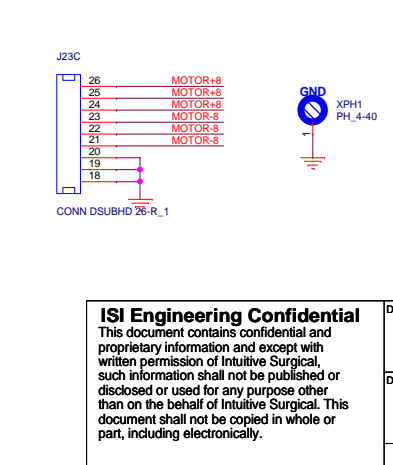 J23C
26 MOTOR+8
25 MOTOR+8
24 MOTOR+8
23 MOTOR-8
22 MOTOR-8
21 MOTOR-8
20
19
18
CONN DSUBHD 26-R_1
GND
XPH1
PH_4-40
1
ISI Engineering Confidential
This document contains confidential and
proprietary information and except with
written permission of Intuitive Surgical,
such information shall not be published or
disclosed or used for any purpose other
than on the behalf of Intuitive Surgical. This
document shall not be copied in whole or
part, including electronically.
D
D